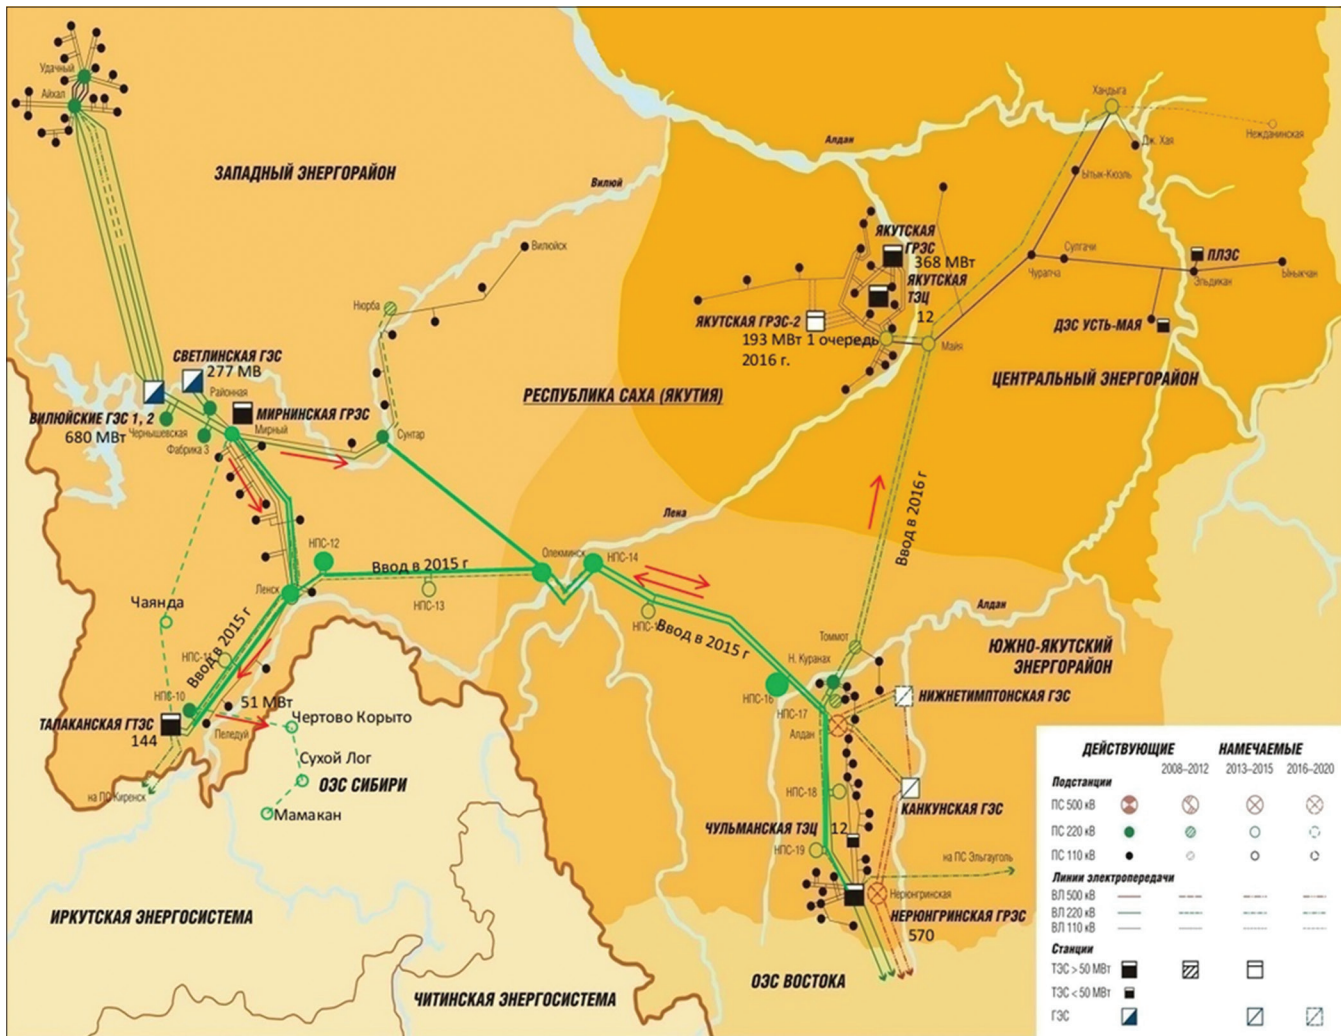 Удачный
Айхал
ЗАПАДНЫЙ ЭНЕРГОРАЙОН
Вилюй
Алдан
Хандыга
Нежданинская
Дж. Хая
Ытык-Кюэль
Вилюйск
Нюрба
ЯКУТСКАЯ
ГРЭС
368 МВт
ЯКУТСКАЯ
ТЭЦ
12
Сулгачи
Чурапча
ПЛЭС
Эльдикан
Ыныкчан
ЯКУТСКАЯ ГРЭС-2
193 МВт 1 очередь
2016 г.
Майя
ДЭС УСТЬ-МАЯ
СВЕТЛИНСКАЯ ГЭС
277 МВ
Районная
ВИЛЮЙСКИЕ ГЭС 1, 2
680 МВт
Чернышевская
Фабрика 3
МИРНИНСКАЯ ГРЭС
Мирный
Сунтар
РЕСПУБЛИКА САХА (ЯКУТИЯ)
ЦЕНТРАЛЬНЫЙ ЭНЕРГОРАЙОН
Ввод в 2016 г
Лена
НПС-12
Ввод в 2015 г
НПС-13
Олекминск
НПС-14
Ленск
Чаянда
Ввод в 2015 г
Ввод в 2015 г
Алдан
Томмот
ЮЖНО-ЯКУТСКИЙ
ЭНЕРГОРАЙОН
Н. Куранах
НПС-16
НПС-17
Алдан
НИЖНЕТИМПТОНСКАЯ ГЭС
НПС-10
51 МВт
ТАЛАКАНСКАЯ ГТЭС
144
Пеледуй
Чертово Корыто
Сухой Лог
ОЭС СИБИРИ
Мамакан
на ПС Киренск
НПС-18
КАНКУНСКАЯ ГЭС
ЧУЛЬМАНСКАЯ ТЭЦ
12
НПС-19
на ПС Эльгауголь
Нерюнгринская
НЕРЮНГРИНСКАЯ ГРЭС
570
ИРКУТСКАЯ ЭНЕРГОСИСТЕМА
ЧИТИНСКАЯ ЭНЕРГОСИСТЕМА
ОЭС ВОСТОКА
ДЕЙСТВУЮЩИЕ НАМЕЧАЕМЫЕ
2008–2012 2013–2015 2016–2020
Подстанции
ПС 500 кВ
ПС 220 кВ
ПС 110 кВ
Линии электропередачи
ВЛ 500 кВ
ВЛ 220 кВ
ВЛ 110 кВ
Станции
ТЭС > 50 МВт
ТЭС < 50 МВт
ГЭС